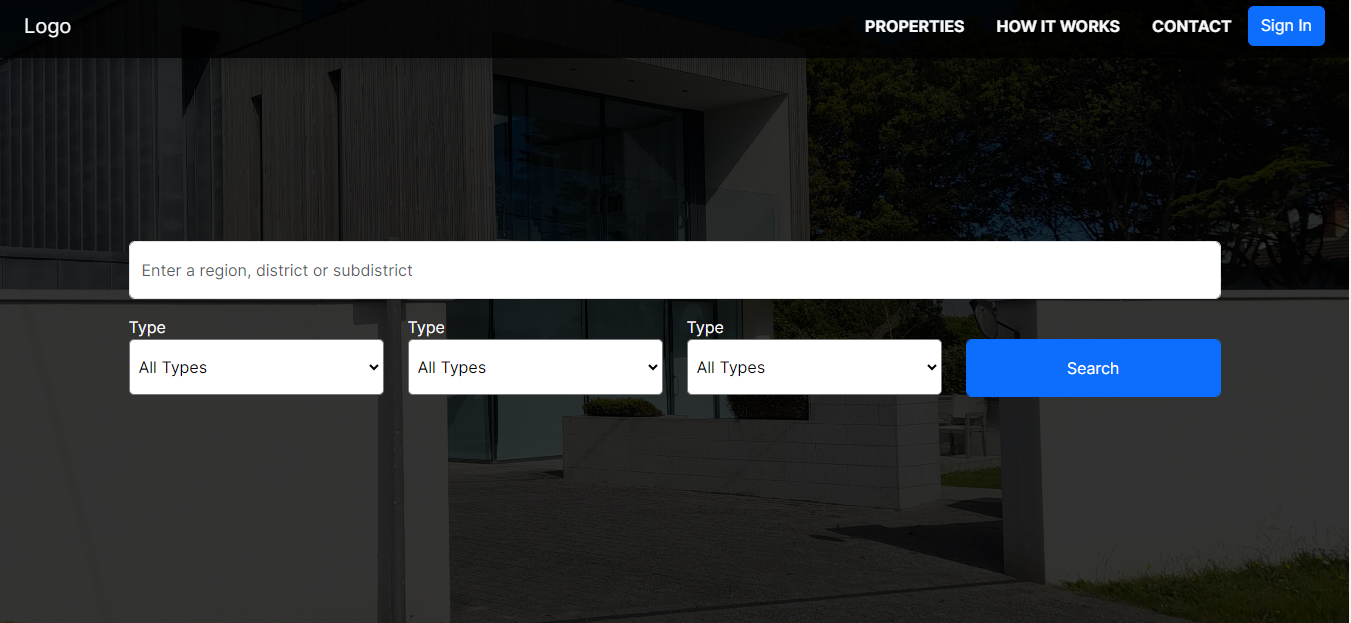 Logo PROPERTIES HOW IT WORKS CONTACT Sign In
Enter a region, district or subdistrict
Type Type Type
All Types All Types All Types Search